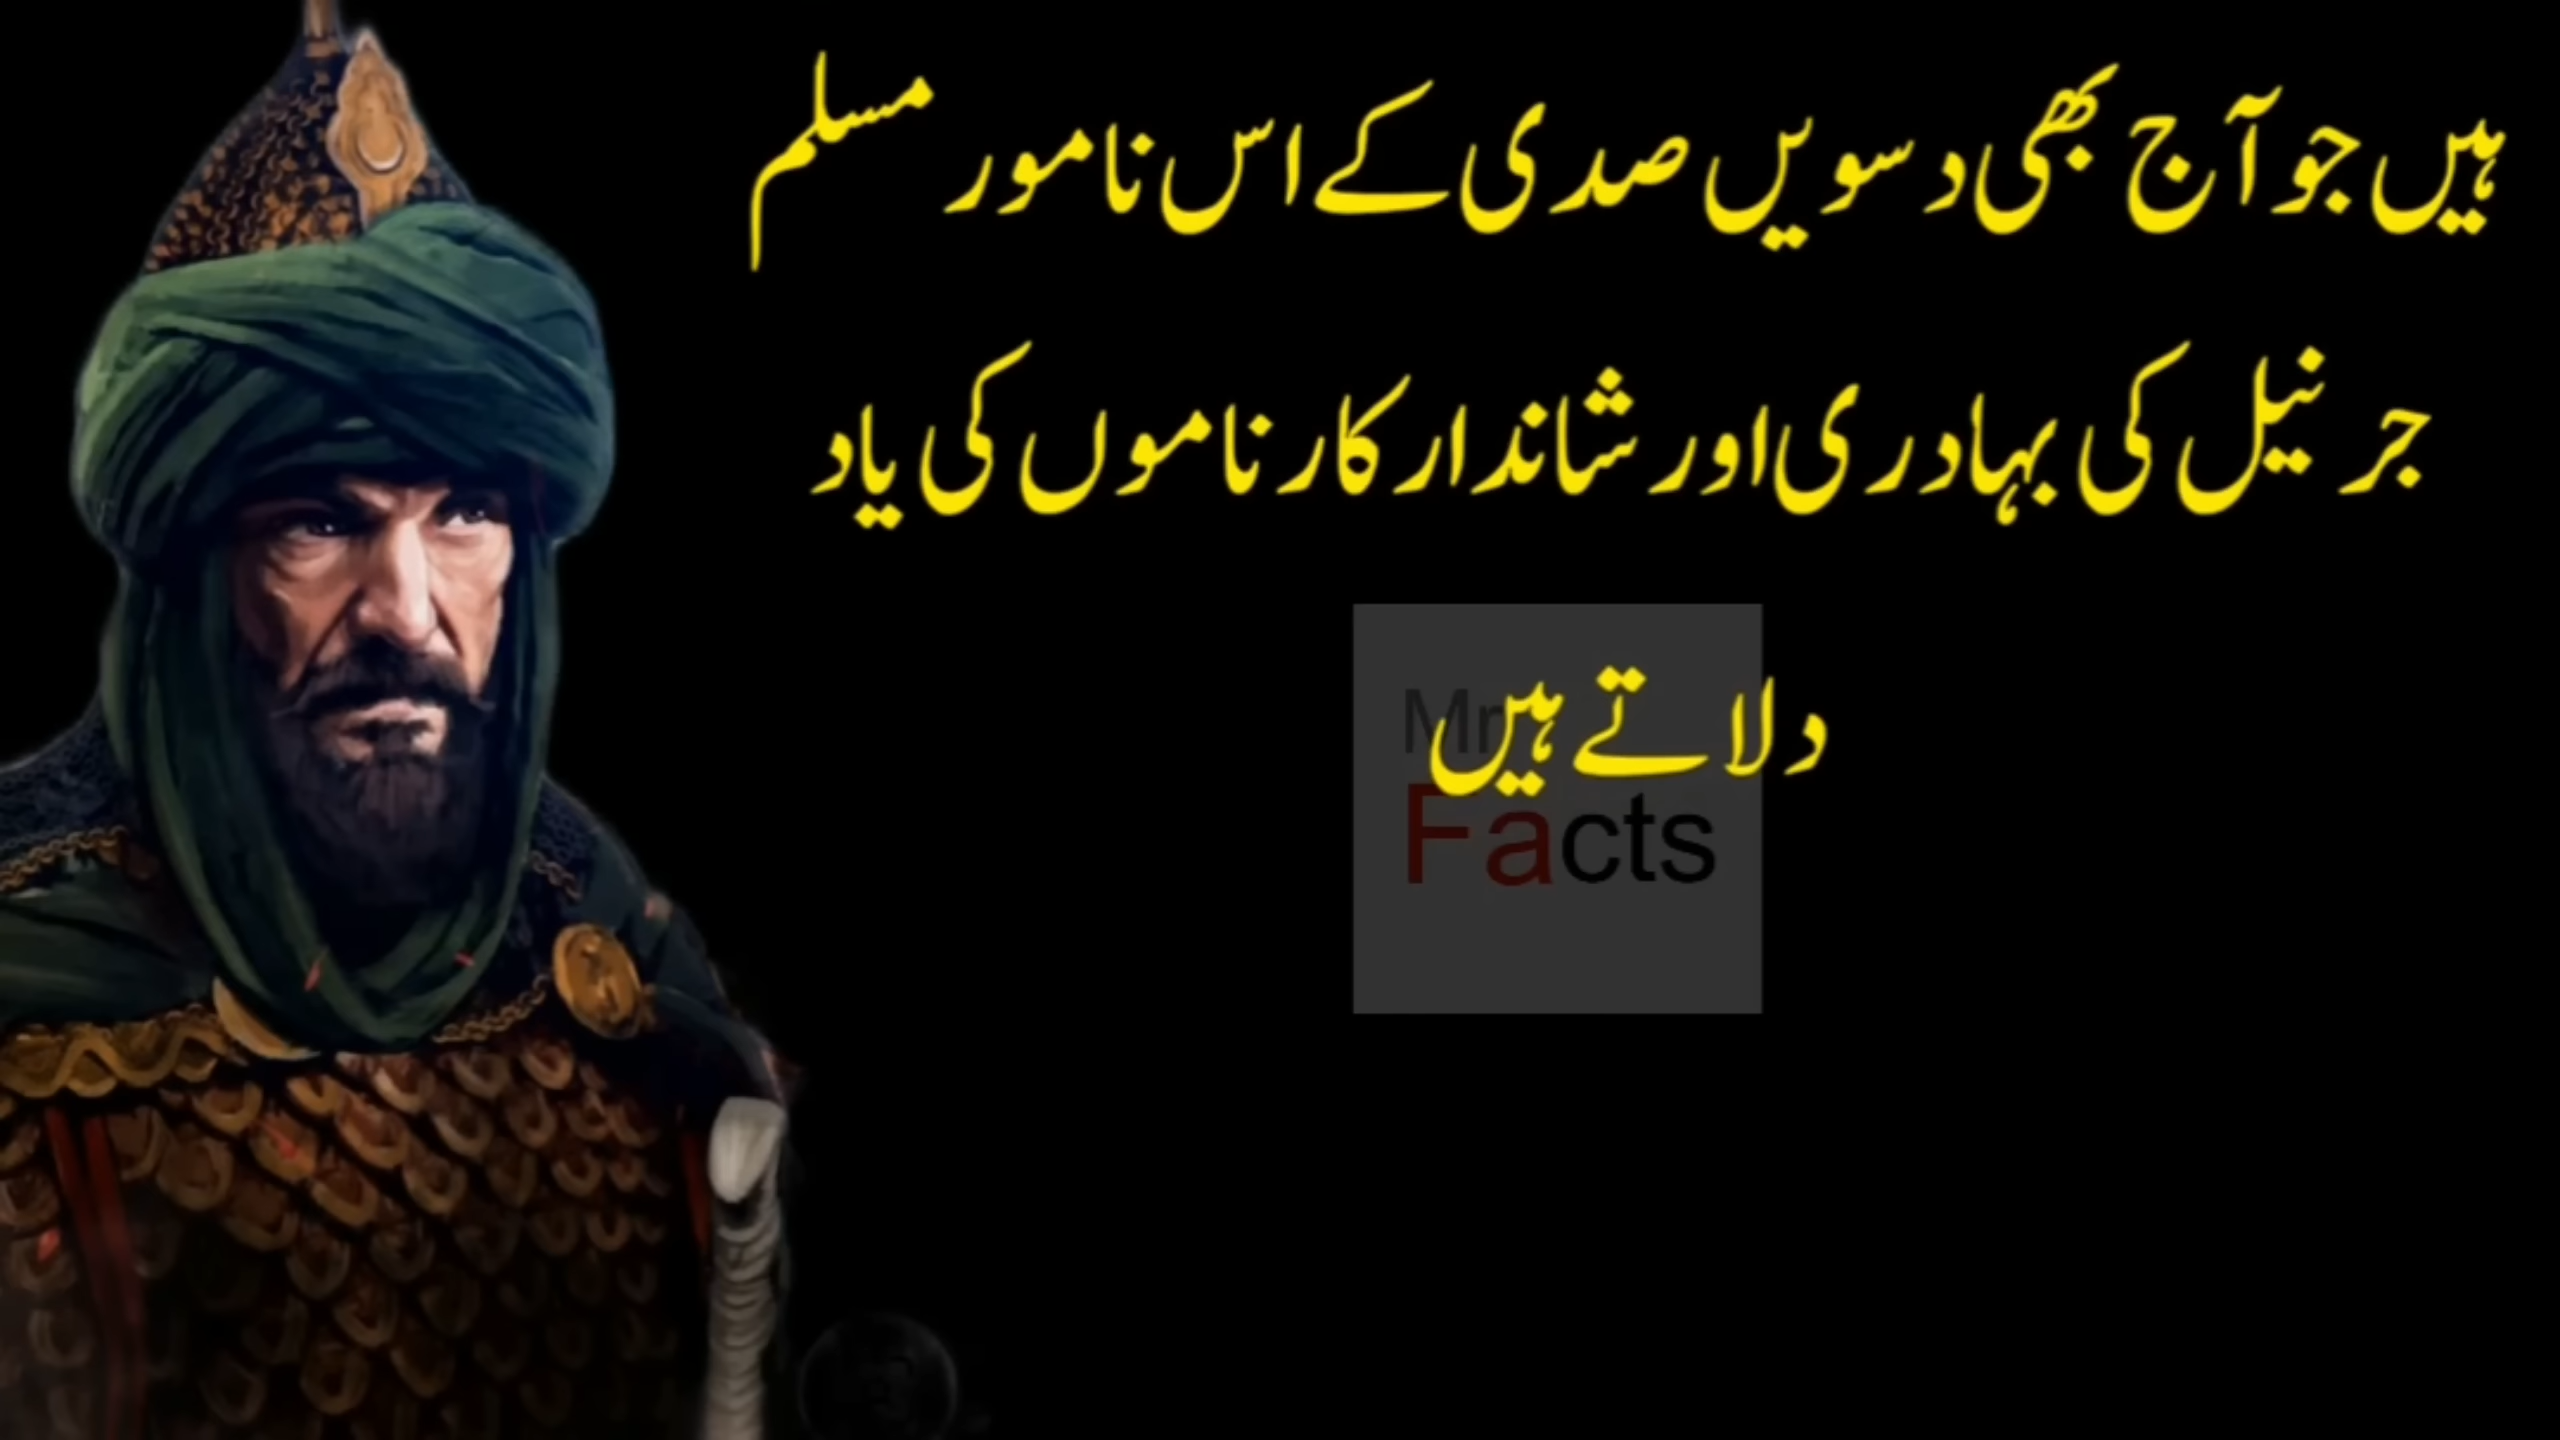 ہیں جو آج بھی دسویں صدی کے اس نامور مسلم
جرنیل کی بہادری اور شاندار کارناموں کی یاد
دلاتے ہیں
Mr
Facts